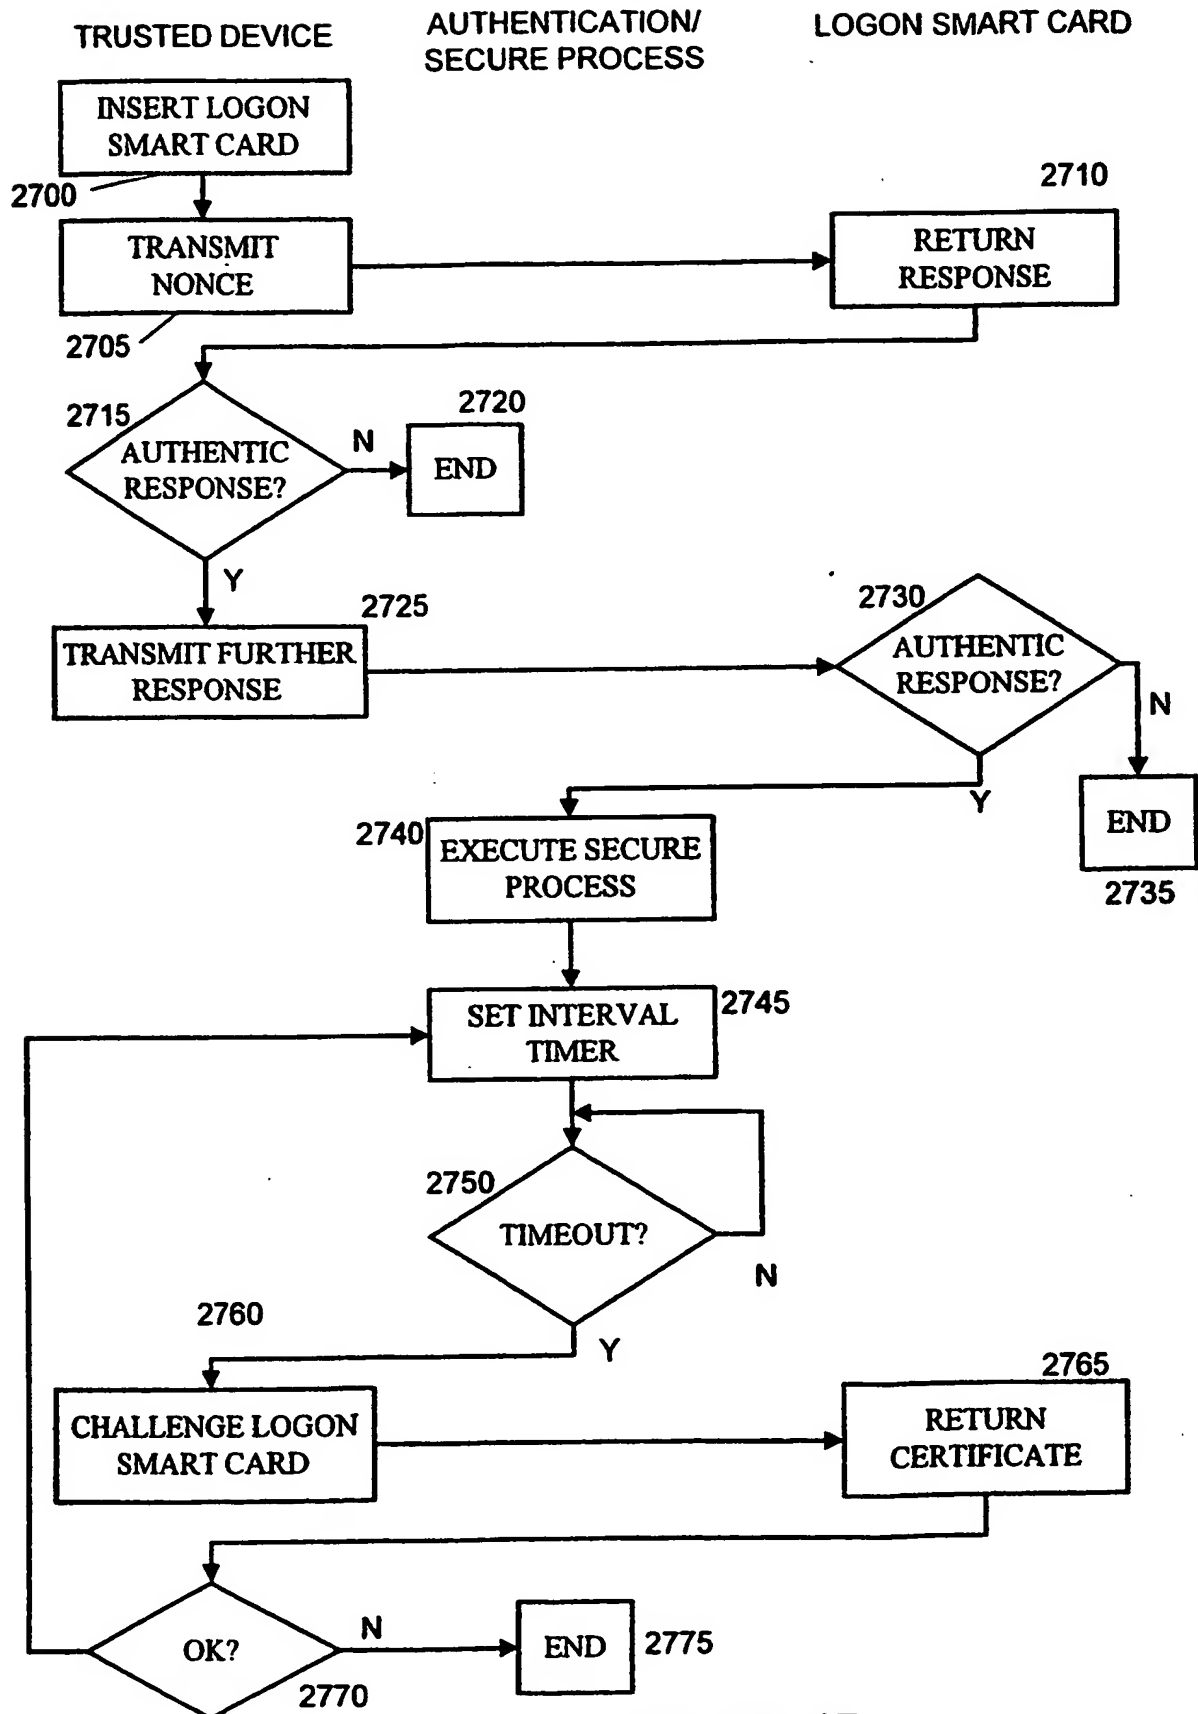 TRUSTED DEVICE
AUTHENTICATION/
SECURE PROCESS
LOGON SMART CARD
INSERT LOGON
SMART CARD
2700
TRANSMIT
NONCE
2705
2710
RETURN
RESPONSE
2715
AUTHENTIC
RESPONSE?
N
2720
END
Y
2725
TRANSMIT FURTHER
RESPONSE
2730
AUTHENTIC
RESPONSE?
N
Y
END
2735
2740
EXECUTE SECURE
PROCESS
SET INTERVAL
TIMER
2745
2750
TIMEOUT?
N
Y
2760
CHALLENGE LOGON
SMART CARD
2765
RETURN
CERTIFICATE
OK?
N
END
2775
2770